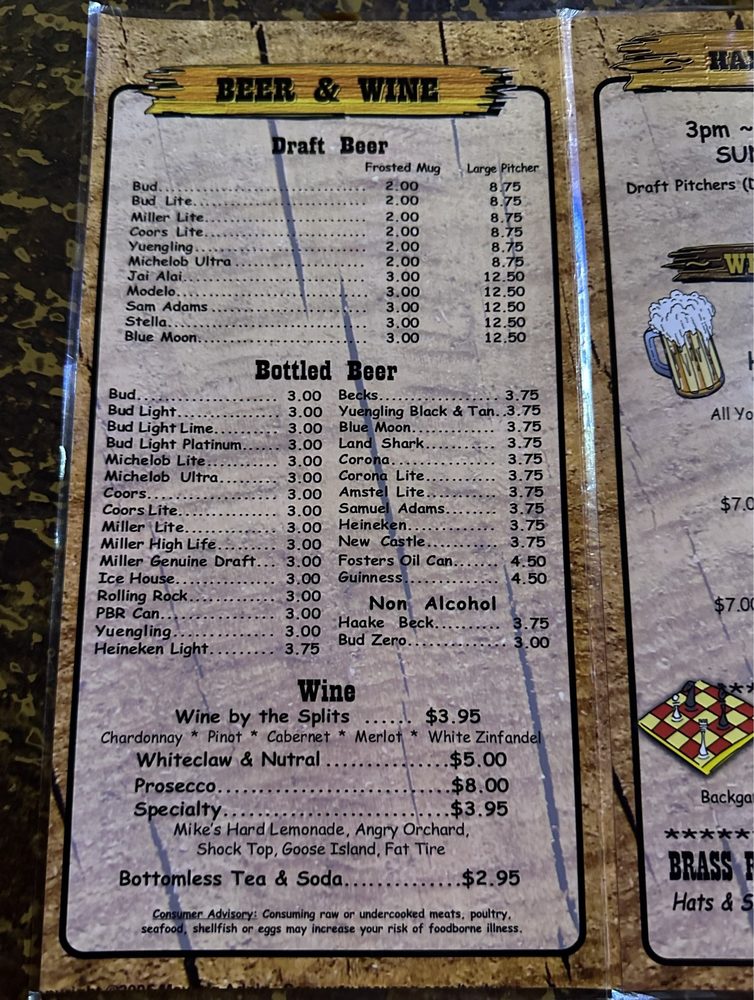 BEER & WINE
Draft Beer
Frosted Mug Large Pitcher
Bud........................................ 2.00 8.75
Bud Lite................................. 2.00 8.75
Miller Lite.............................. 2.00 8.75
Coors Lite............................... 2.00 8.75
Yuengling................................ 2.00 8.75
Michelob Ultra ......................... 2.00 8.75
Jai Alai................................... 3.00 12.50
Modelo................................... 3.00 12.50
Sam Adams ............................. 3.00 12.50
Stella..................................... 3.00 12.50
Blue Moon............................... 3.00 12.50
Bottled Beer
Bud..................... 3.00
Bud Light............... 3.00
Bud Light Lime......... 3.00
Bud Light Platinum...... 3.00
Michelob Lite........... 3.00
Michelob Ultra......... 3.00
Coors................... 3.00
Coors Lite.............. 3.00
Miller Lite.............. 3.00
Miller High Life......... 3.00
Miller Genuine Draft... 3.00
Ice House............... 3.00
Rolling Rock............. 3.00
PBR Can................. 3.00
Yuengling................ 3.00
Heineken Light......... 3.75
Becks.................. 3.75
Yuengling Black & Tan..3.75
Blue Moon............. 3.75
Land Shark............ 3.75
Corona................. 3.75
Corona Lite........... 3.75
Amstel Lite........... 3.75
Samuel Adams........ 3.75
Heineken.............. 3.75
New Castle............ 3.75
Fosters Oil Can....... 4.50
Guinness............... 4.50
Non Alcohol
Haake Beck.......... 3.75
Bud Zero............... 3.00
Wine
Wine by the Splits ...... $3.95
Chardonnay * Pinot * Cabernet * Merlot * White Zinfandel
Whiteclaw & Nutral ...............$5.00
Prosecco.............................$8.00
Specialty............................$3.95
Mike's Hard Lemonade, Angry Orchard,
Shock Top, Goose Island, Fat Tire
Bottomless Tea & Soda..............$2.95
Consumer Advisory: Consuming raw or undercooked meats, poultry,
seafood, shellfish or eggs may increase your risk of foodborne illness.
3pm ~
Draft Pitchers
All
BRASS
Hats &